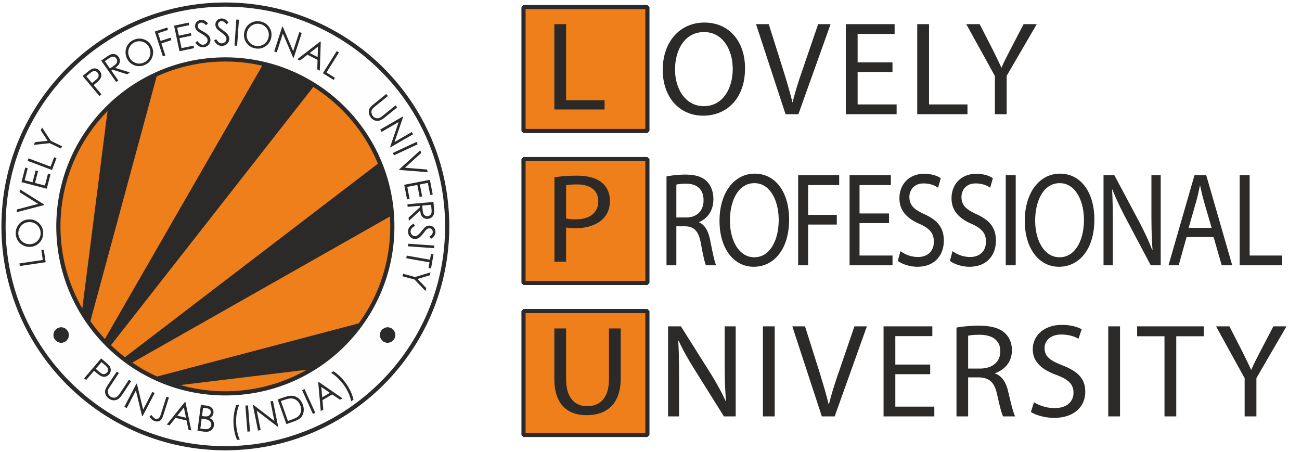 LOVELY PROFESSIONAL UNIVERSITY
PUNJAB (INDIA)
LOVELY
PROFESSIONAL
UNIVERSITY